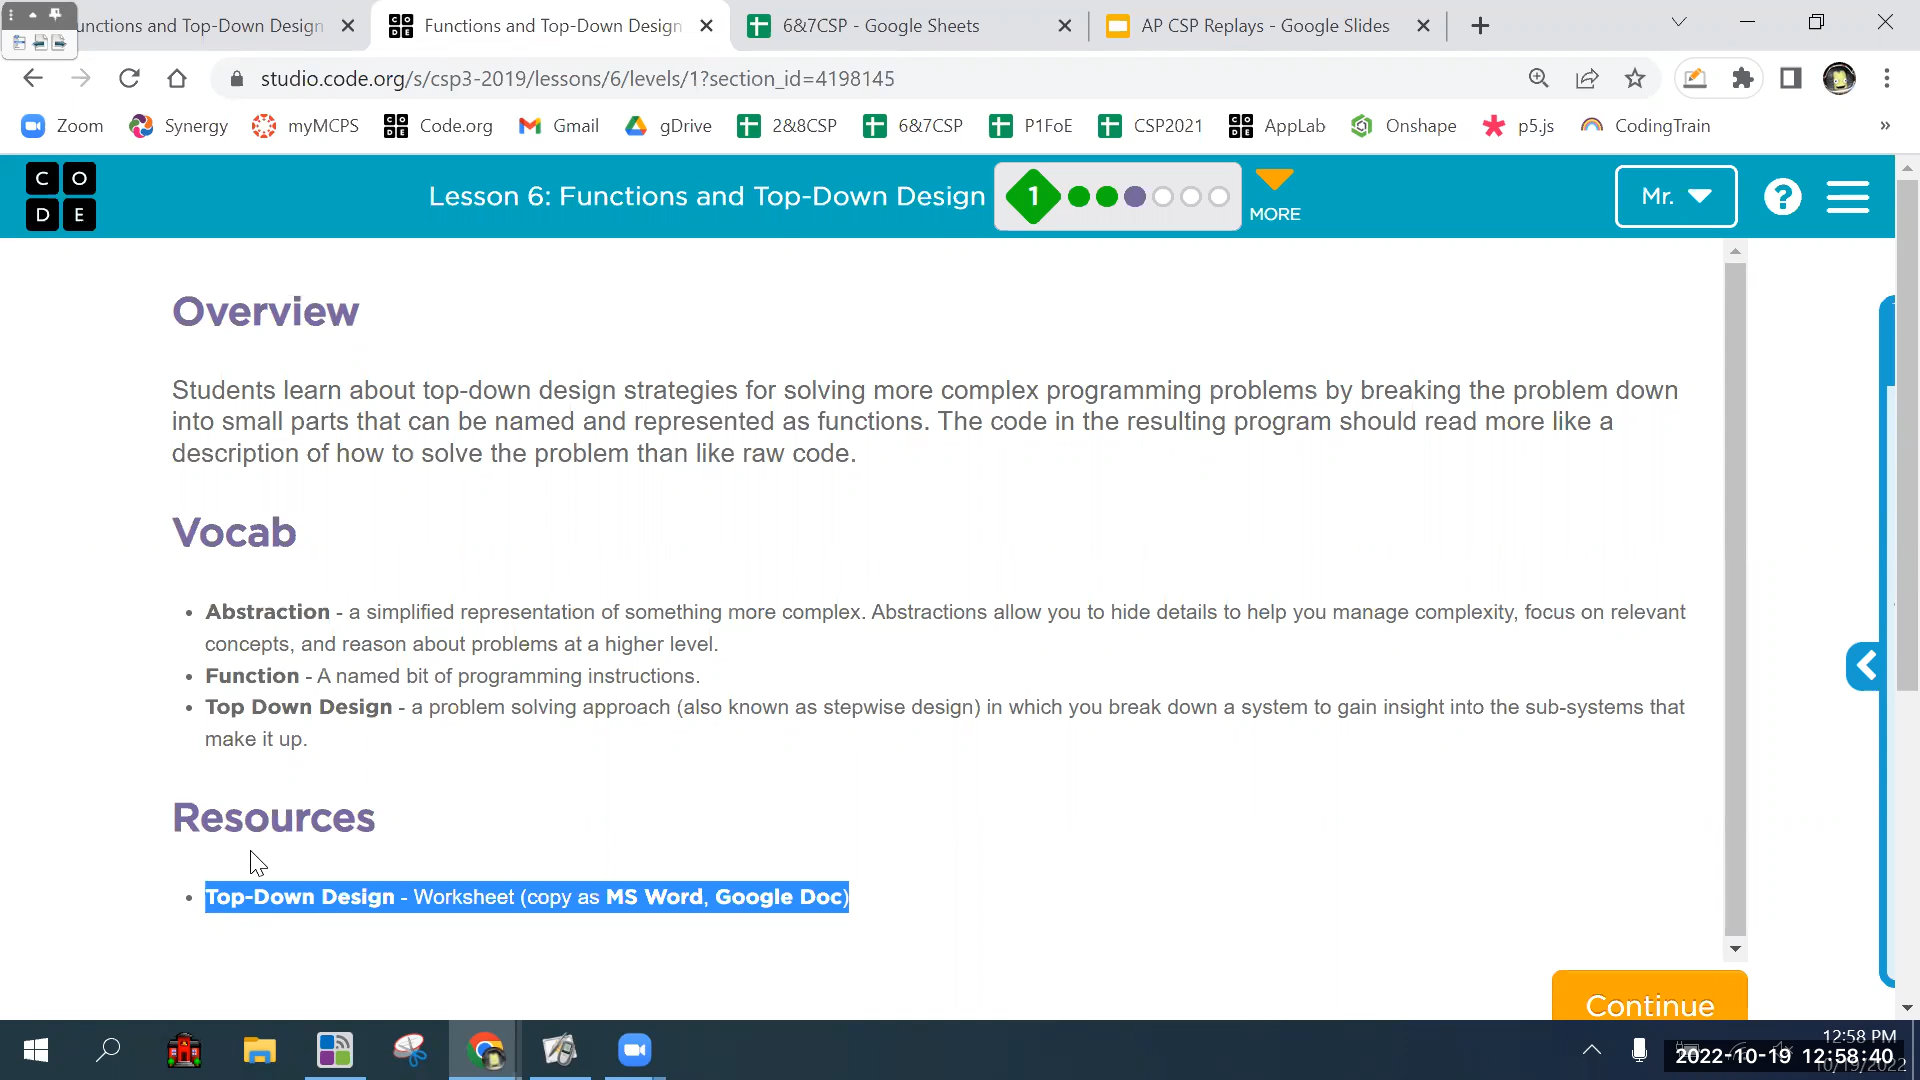 unctions and Top-Down Design
Functions and Top-Down Design
6&7CSP - Google Sheets
AP CSP Replays - Google Slides
studio.code.org/s/csp3-2019/lessons/6/levels/1?section_id=4198145
Zoom
Synergy
myMCPS
Code.org
Gmail
gDrive
2&8CSP
6&7CSP
P1FoE
CSP2021
AppLab
Onshape
p5.js
CodingTrain
»
C O
D E
Lesson 6: Functions and Top-Down Design
1
MORE
Mr.
?
Overview
Students learn about top-down design strategies for solving more complex programming problems by breaking the problem down
into small parts that can be named and represented as functions. The code in the resulting program should read more like a
description of how to solve the problem than like raw code.
Vocab
• Abstraction - a simplified representation of something more complex. Abstractions allow you to hide details to help you manage complexity, focus on relevant
concepts, and reason about problems at a higher level.
• Function - A named bit of programming instructions.
• Top Down Design - a problem solving approach (also known as stepwise design) in which you break down a system to gain insight into the sub-systems that
make it up.
Resources
• Top-Down Design - Worksheet (copy as MS Word, Google Doc)
Continue
12:58 PM
2022-10-19 12:58:40
10/19/2022